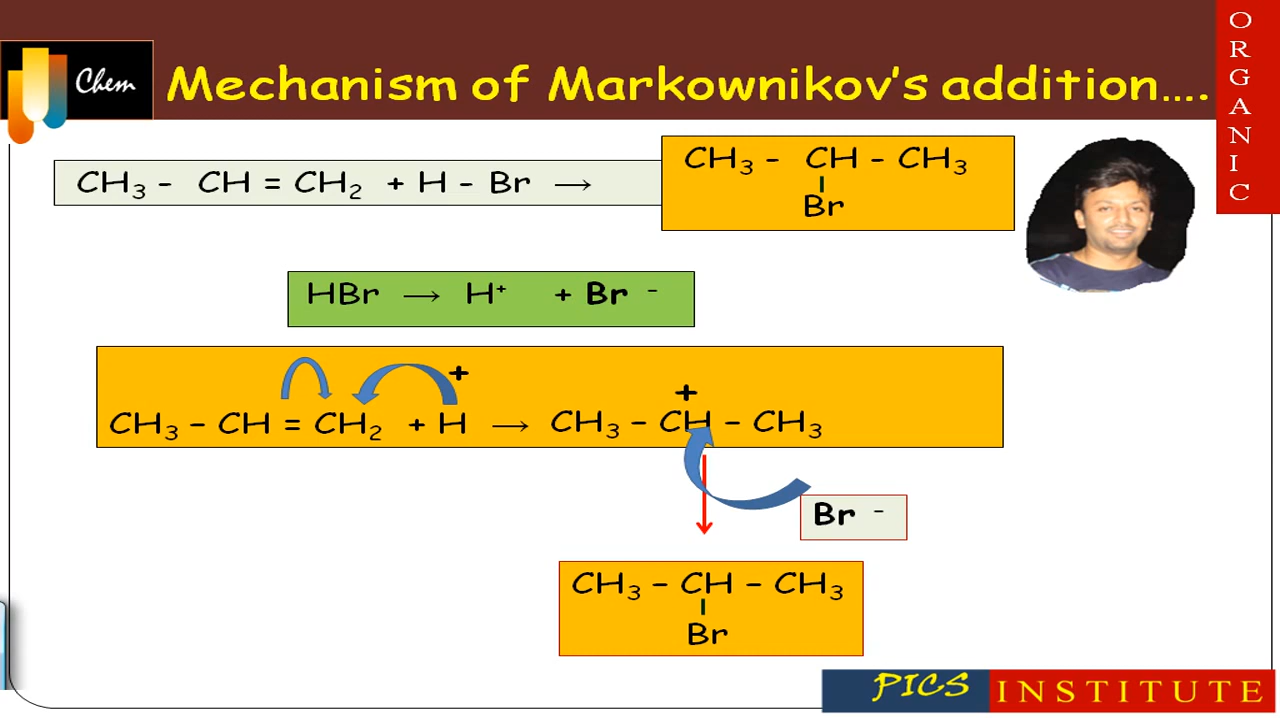 Chem
Mechanism of Markownikov's addition....
ORGANIC
CH₃ - CH = CH₂ + H - Br →
CH₃ - CH - CH₃
Br
HBr → H⁺ + Br ⁻
+
+
CH₃ - CH = CH₂ + H → CH₃ - CH - CH₃
Br ⁻
CH₃ - CH - CH₃
Br
PICS INSTITUTE